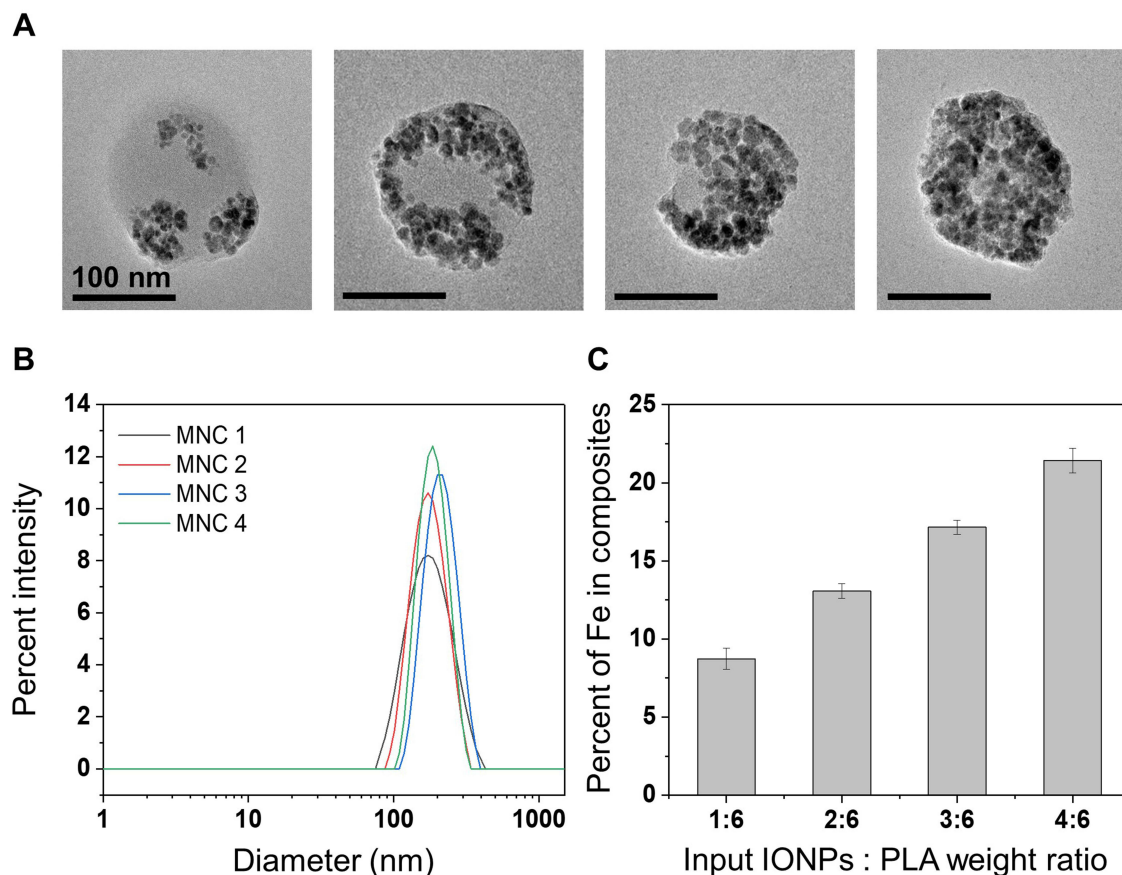 A
100 nm
B
14
12
10
8
6
4
2
0
MNC 1
MNC 2
MNC 3
MNC 4
Percent intensity
1
10
100
1000
Diameter (nm)
C
25
20
15
10
5
0
Percent of Fe in composites
1:6
2:6
3:6
4:6
Input IONPs : PLA weight ratio